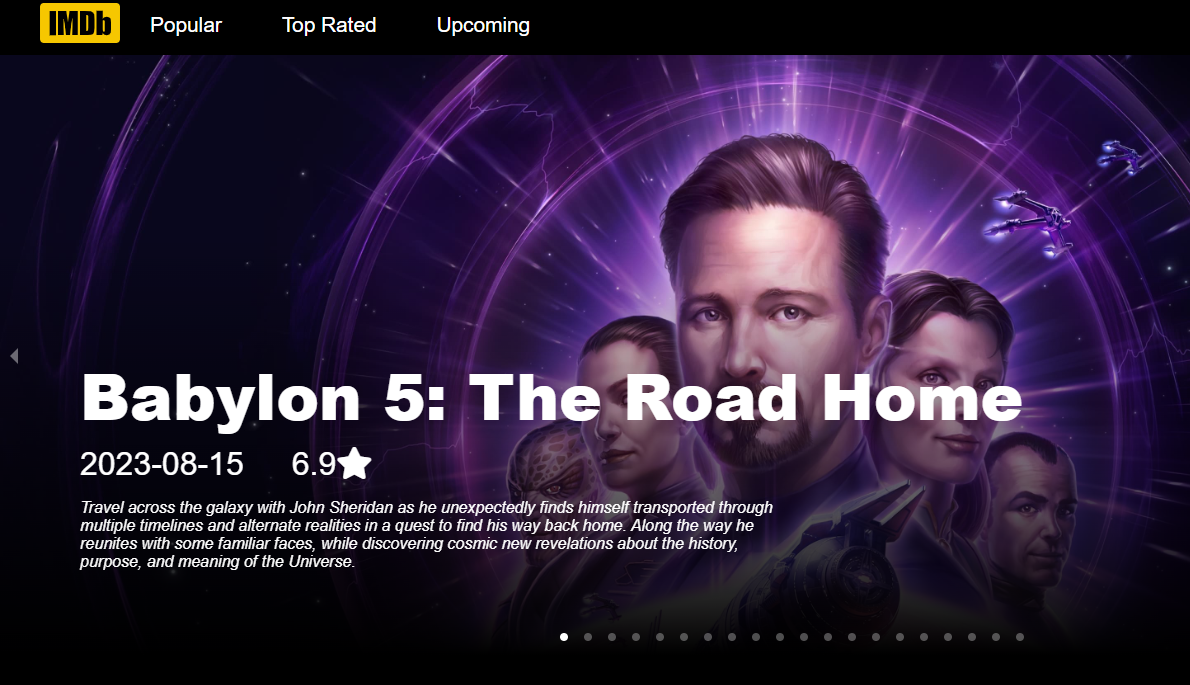 IMDb Popular Top Rated Upcoming
Babylon 5: The Road Home
2023-08-15 6.9
Travel across the galaxy with John Sheridan as he unexpectedly finds himself transported through
multiple timelines and alternate realities in a quest to find his way back home. Along the way he
reunites with some familiar faces, while discovering cosmic new revelations about the history,
purpose, and meaning of the Universe.